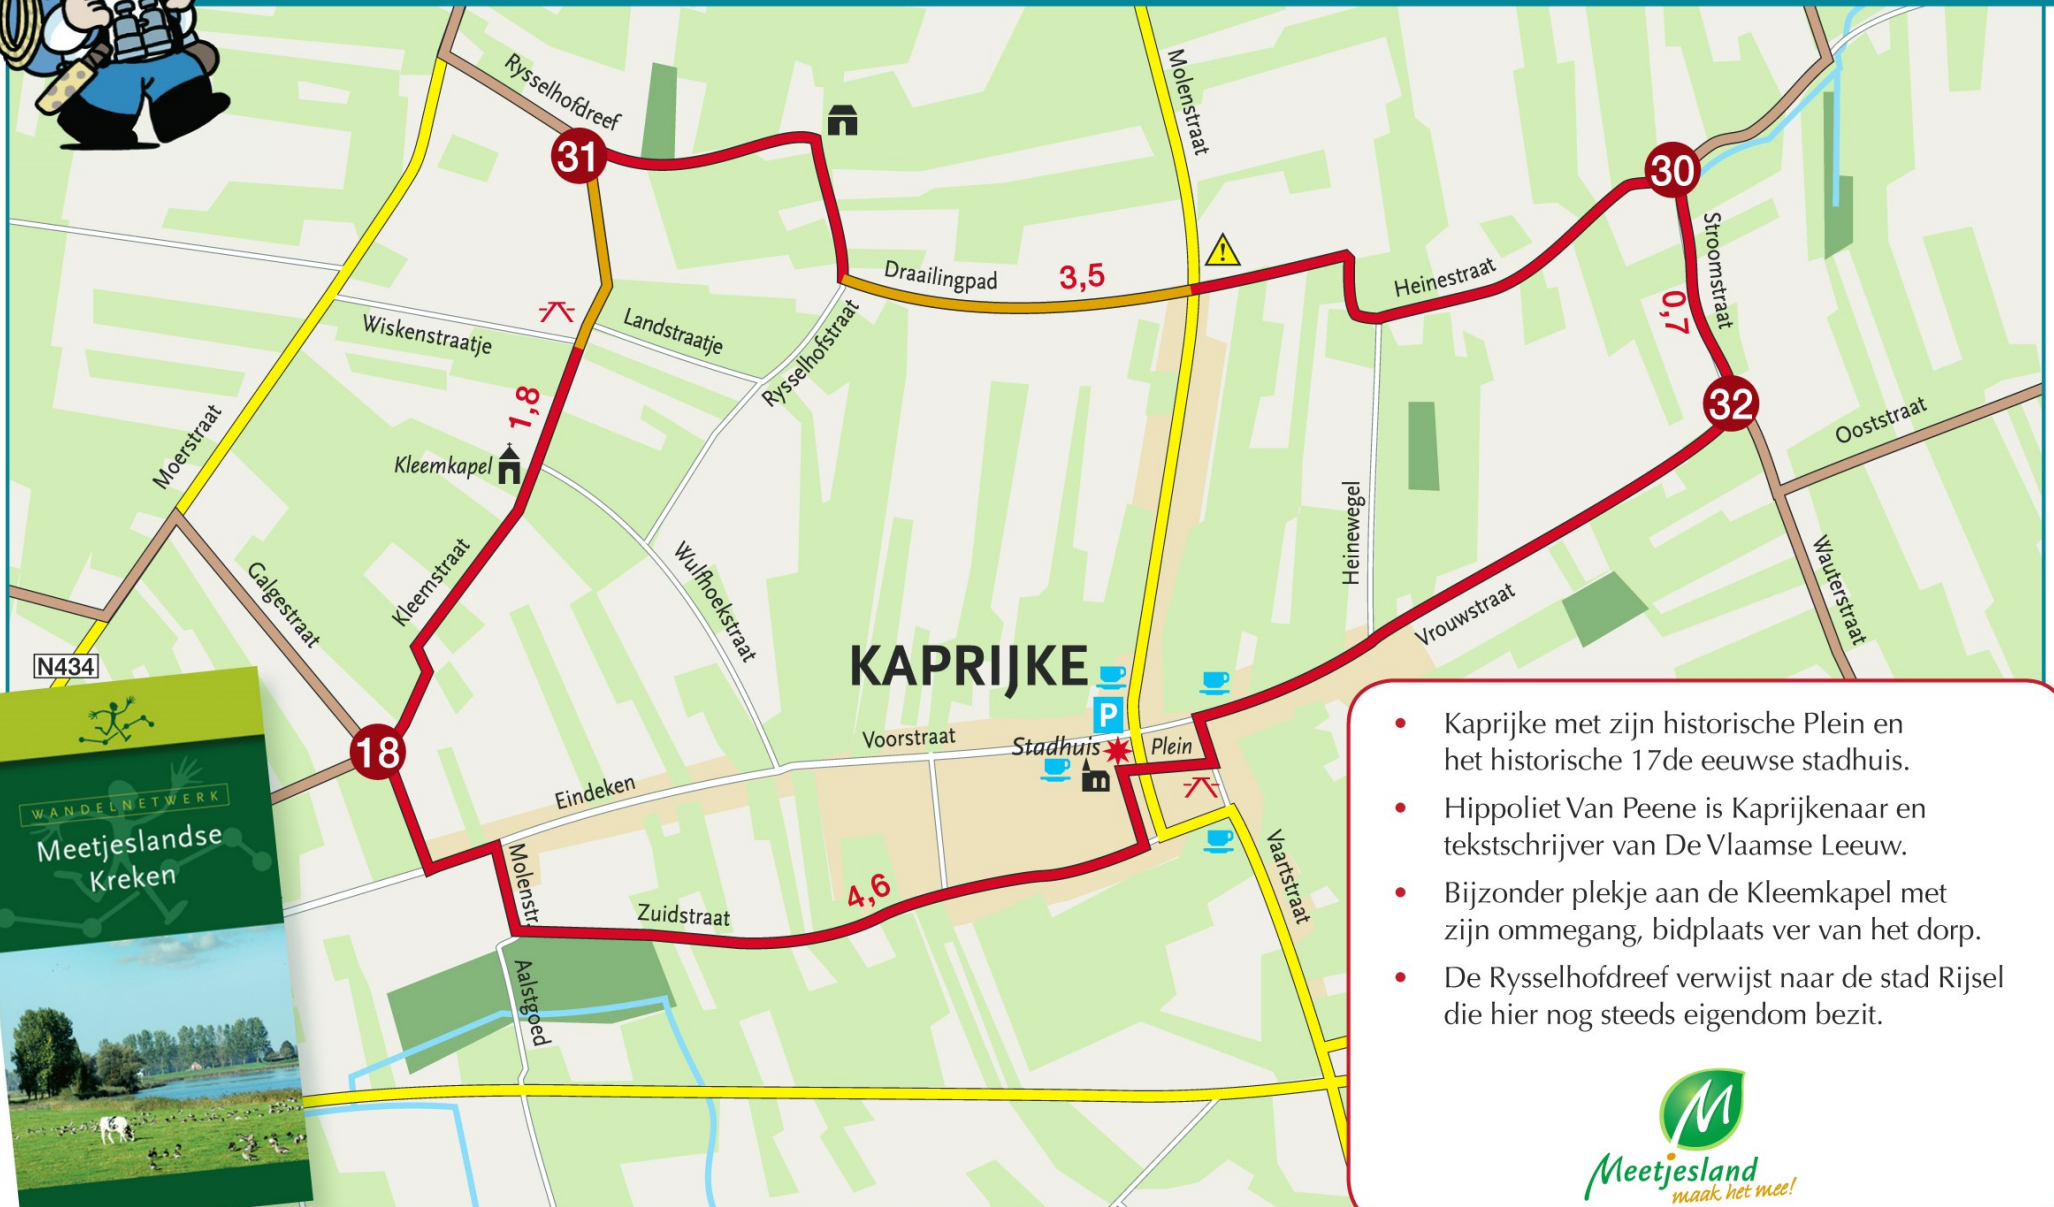 Rysselhofdreef
Molenstraat
31
30
Stroomstraat
Draailingpad
3,5
Heinestraat
0,7
Wiskenstraatje
Landstraatje
Rysselhofstraat
1,8
32
Ooststraat
Moerstraat
Kleemkapel
Kleemstraat
Galgestraat
Wulfhoekstraat
Heinewegel
Vrouwstraat
Wauterstraat
N434
KAPRIJKE
P
18
Voorstraat
Stadhuis
Plein
Eindeken
Molenstr.
Zuidstraat
4,6
Vaartstraat
Aalstgoed
WANDELNETWERK
Meetjeslandse
Kreken
• Kaprijke met zijn historische Plein en
het historische 17de eeuwse stadhuis.
• Hippoliet Van Peene is Kaprijkenaar en
tekstschrijver van De Vlaamse Leeuw.
• Bijzonder plekje aan de Kleemkapel met
zijn ommegang, bidplaats ver van het dorp.
• De Rysselhofdreef verwijst naar de stad Rijsel
die hier nog steeds eigendom bezit.
M
Meetjesland
maak het mee!